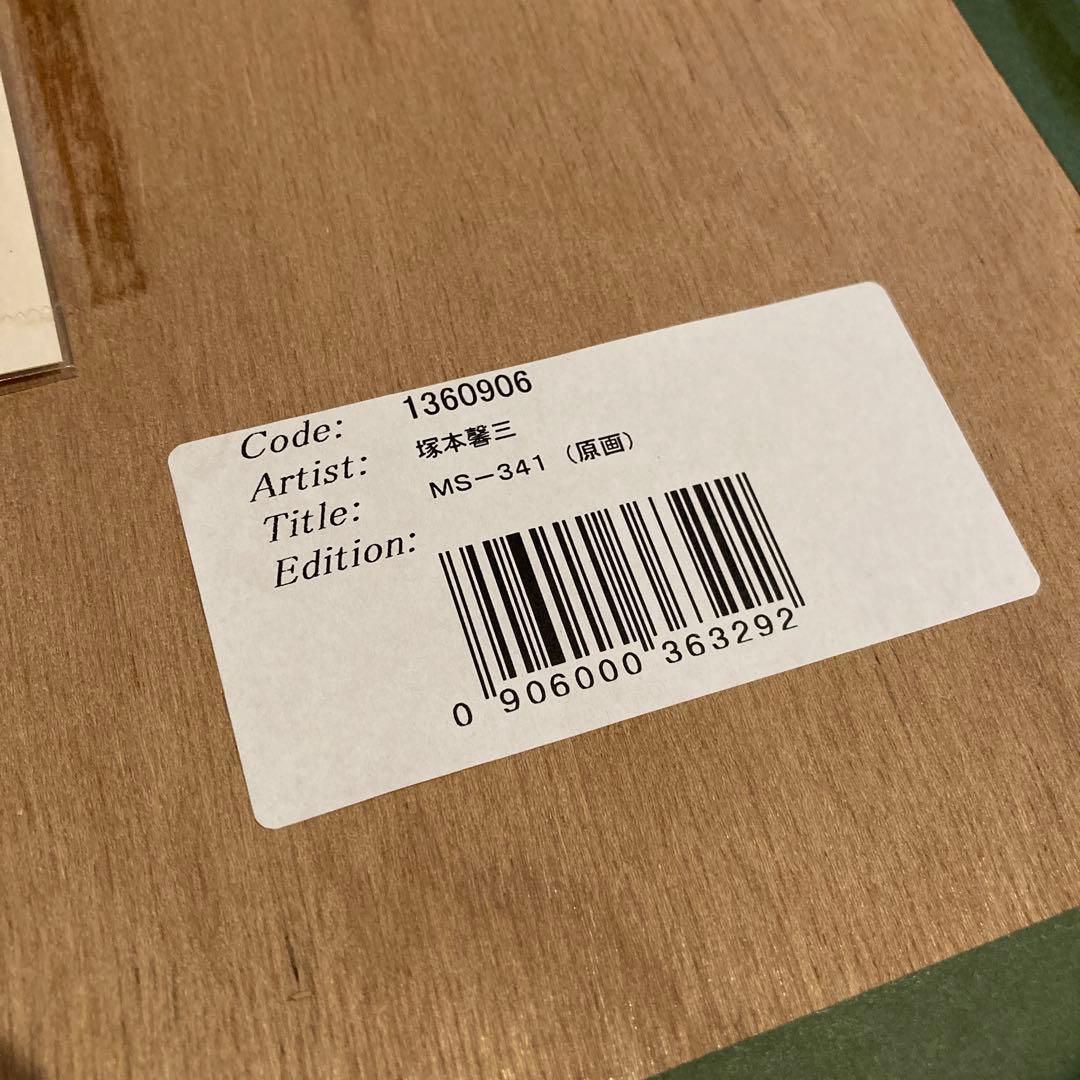 Code: 1360906
Artist: 塚本馨三
Title: MS-341 (原画)
Edition:
0 906000 363292